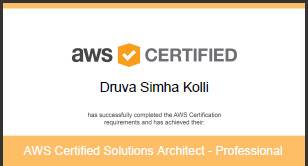 aws CERTIFIED
Druva Simha Kolli
has successfully completed the AWS Certification
requirements and has achieved their:
AWS Certified Solutions Architect - Professional